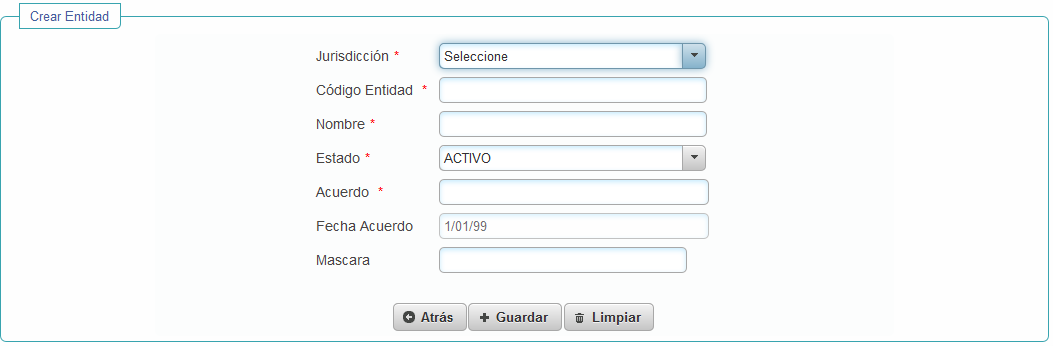 Crear Entidad
Jurisdicción * Seleccione
Código Entidad *
Nombre *
Estado * ACTIVO
Acuerdo *
Fecha Acuerdo 1/01/99
Mascara
Atrás Guardar Limpiar